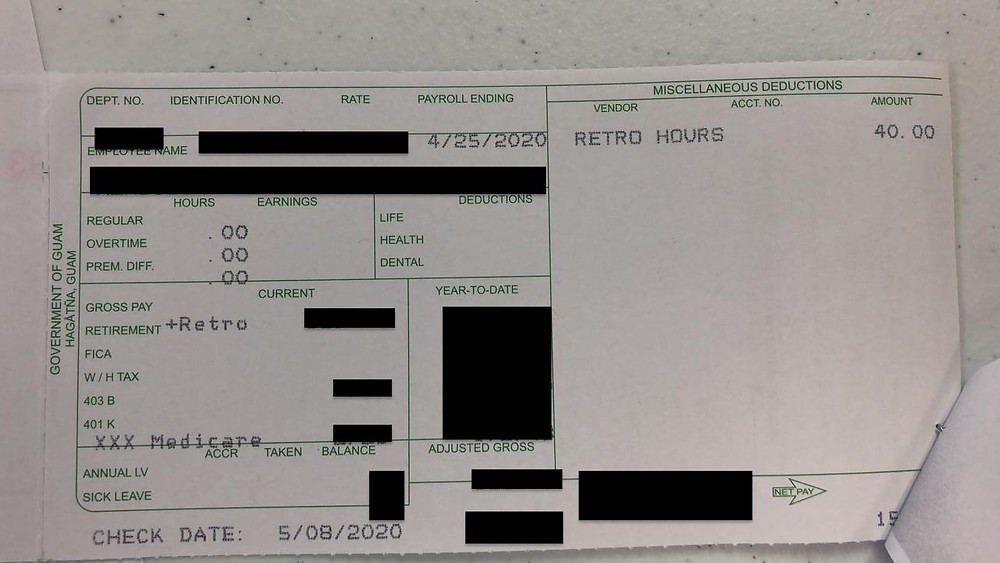 DEPT. NO. IDENTIFICATION NO. RATE PAYROLL ENDING
4/25/2020
EMPLOYEE NAME
HOURS EARNINGS DEDUCTIONS
REGULAR .00 LIFE
OVERTIME .00 HEALTH
PREM. DIFF. .00 DENTAL
CURRENT YEAR-TO-DATE
GROSS PAY
RETIREMENT +Retro
FICA
W / H TAX
403 B
401 K
XXX Medicare
ACCR TAKEN BALANCE ADJUSTED GROSS
ANNUAL LV
SICK LEAVE
CHECK DATE: 5/08/2020
GOVERNMENT OF GUAM
HAGÅTÑA, GUAM
MISCELLANEOUS DEDUCTIONS
VENDOR ACCT. NO. AMOUNT
RETRO HOURS 40.00
NET PAY